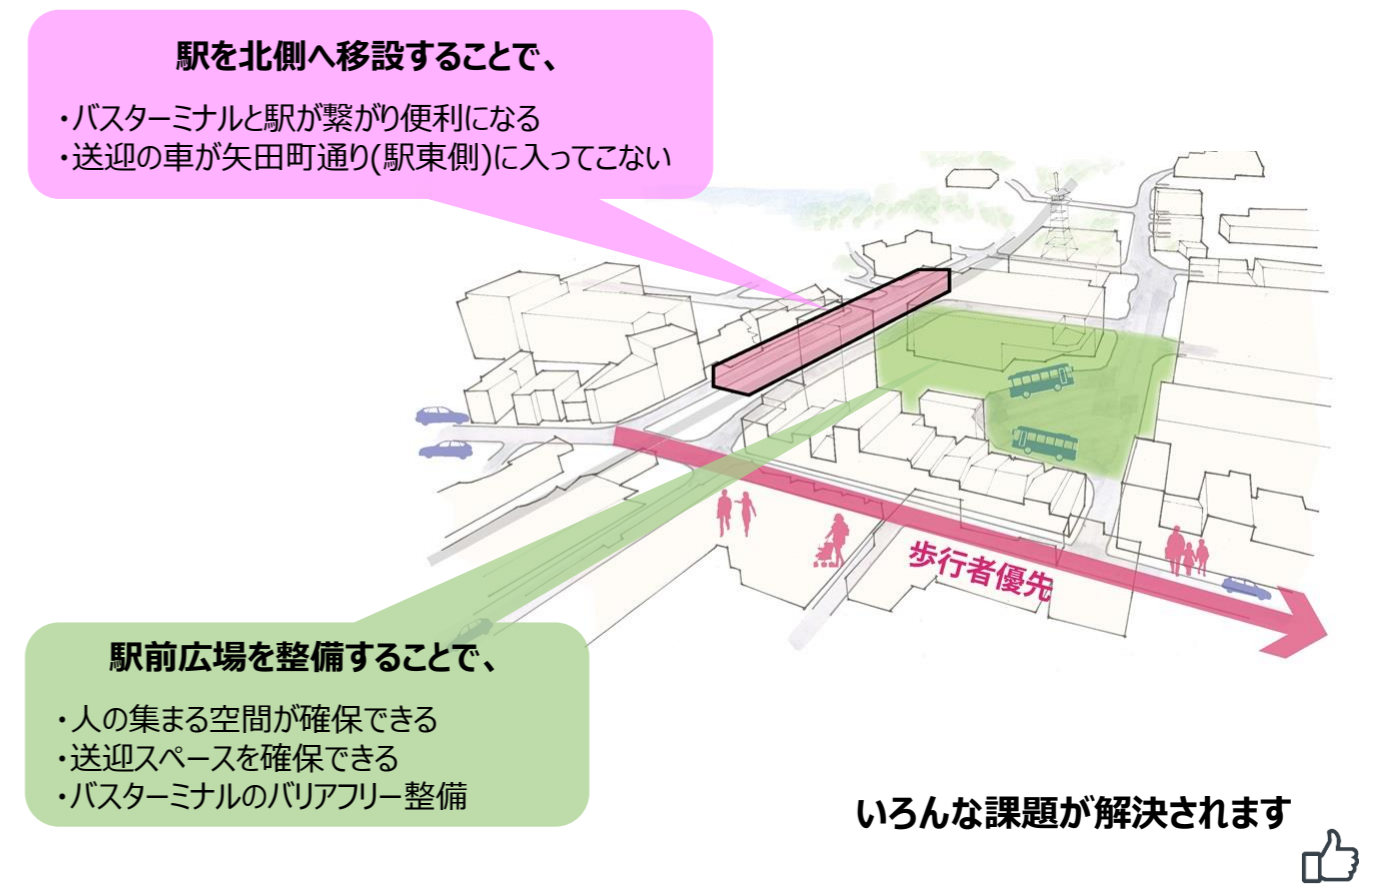 駅を北側へ移設することで、
・バスターミナルと駅が繋がり便利になる
・送迎の車が矢田町通り(駅東側)に入ってこない
歩行者優先
駅前広場を整備することで、
・人の集まる空間が確保できる
・送迎スペースを確保できる
・バスターミナルのバリアフリー整備
いろんな課題が解決されます